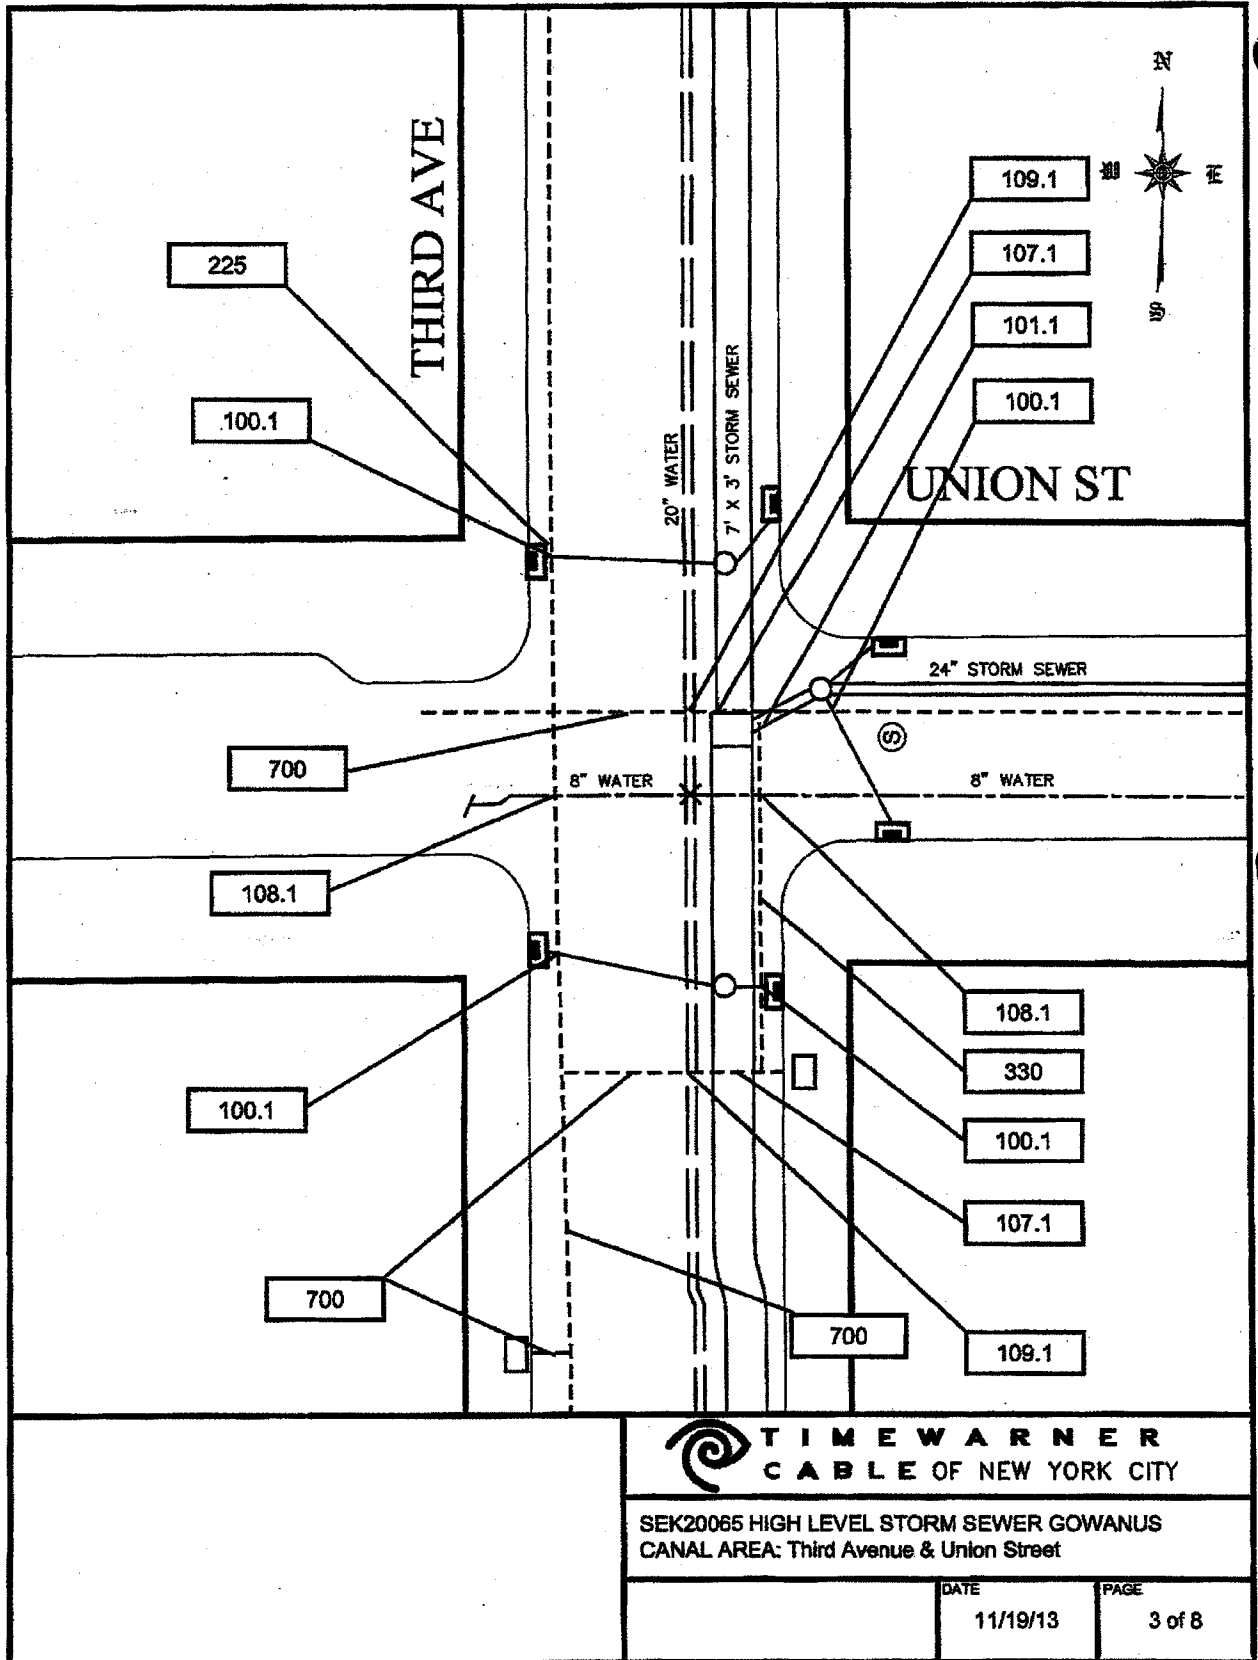 N
W
E
S
109.1
107.1
101.1
100.1
THIRD AVE
225
100.1
20" WATER
7' X 3' STORM SEWER
UNION ST
24" STORM SEWER
S
700
8" WATER
8" WATER
108.1
108.1
330
100.1
100.1
107.1
700
700
109.1
TIMEWARNER
CABLE OF NEW YORK CITY
SEK20065 HIGH LEVEL STORM SEWER GOWANUS
CANAL AREA: Third Avenue & Union Street
DATE
11/19/13
PAGE
3 of 8